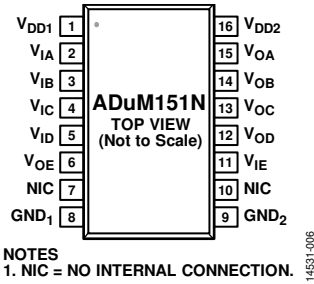 VDD1 1 16 VDD2
VIA 2 15 VOA
VIB 3 14 VOB
VIC 4 ADuM151N 13 VOC
TOP VIEW
(Not to Scale)
VID 5 12 VOD
VOE 6 11 VIE
NIC 7 10 NIC
GND1 8 9 GND2
NOTES
1. NIC = NO INTERNAL CONNECTION.
14531-006